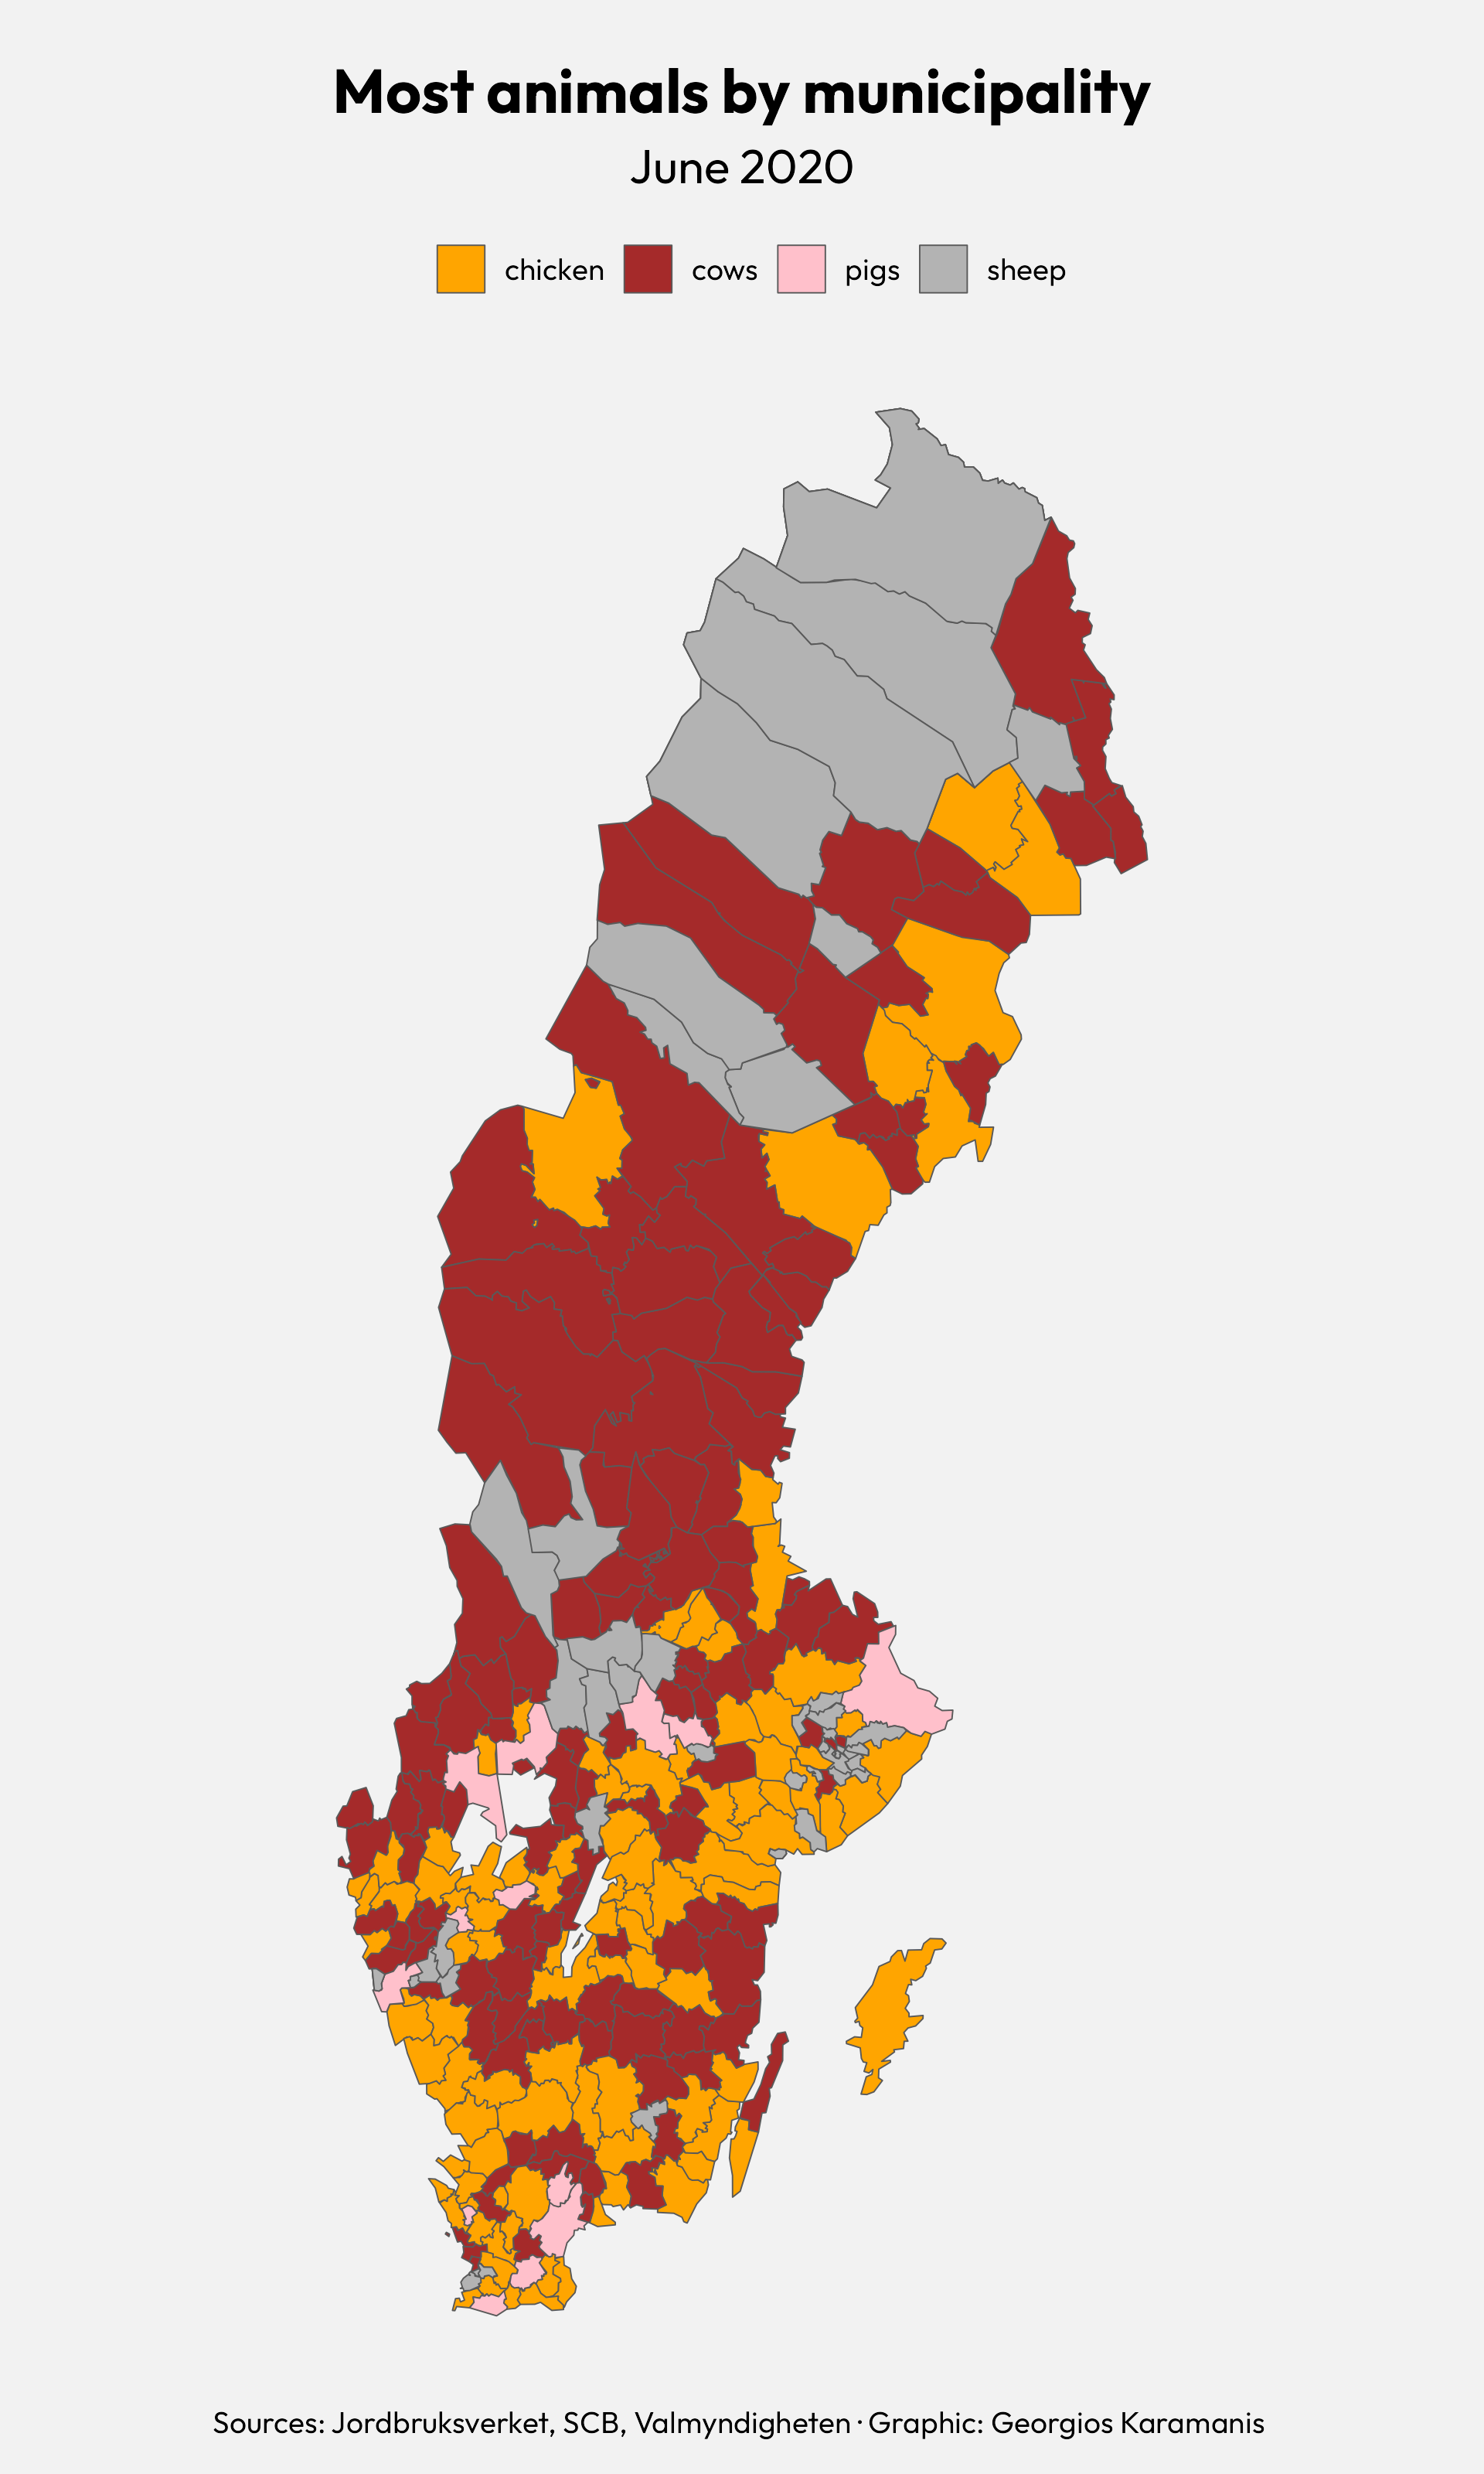 Most animals by municipality
June 2020
chicken cows pigs sheep
Sources: Jordbruksverket, SCB, Valmyndigheten · Graphic: Georgios Karamanis